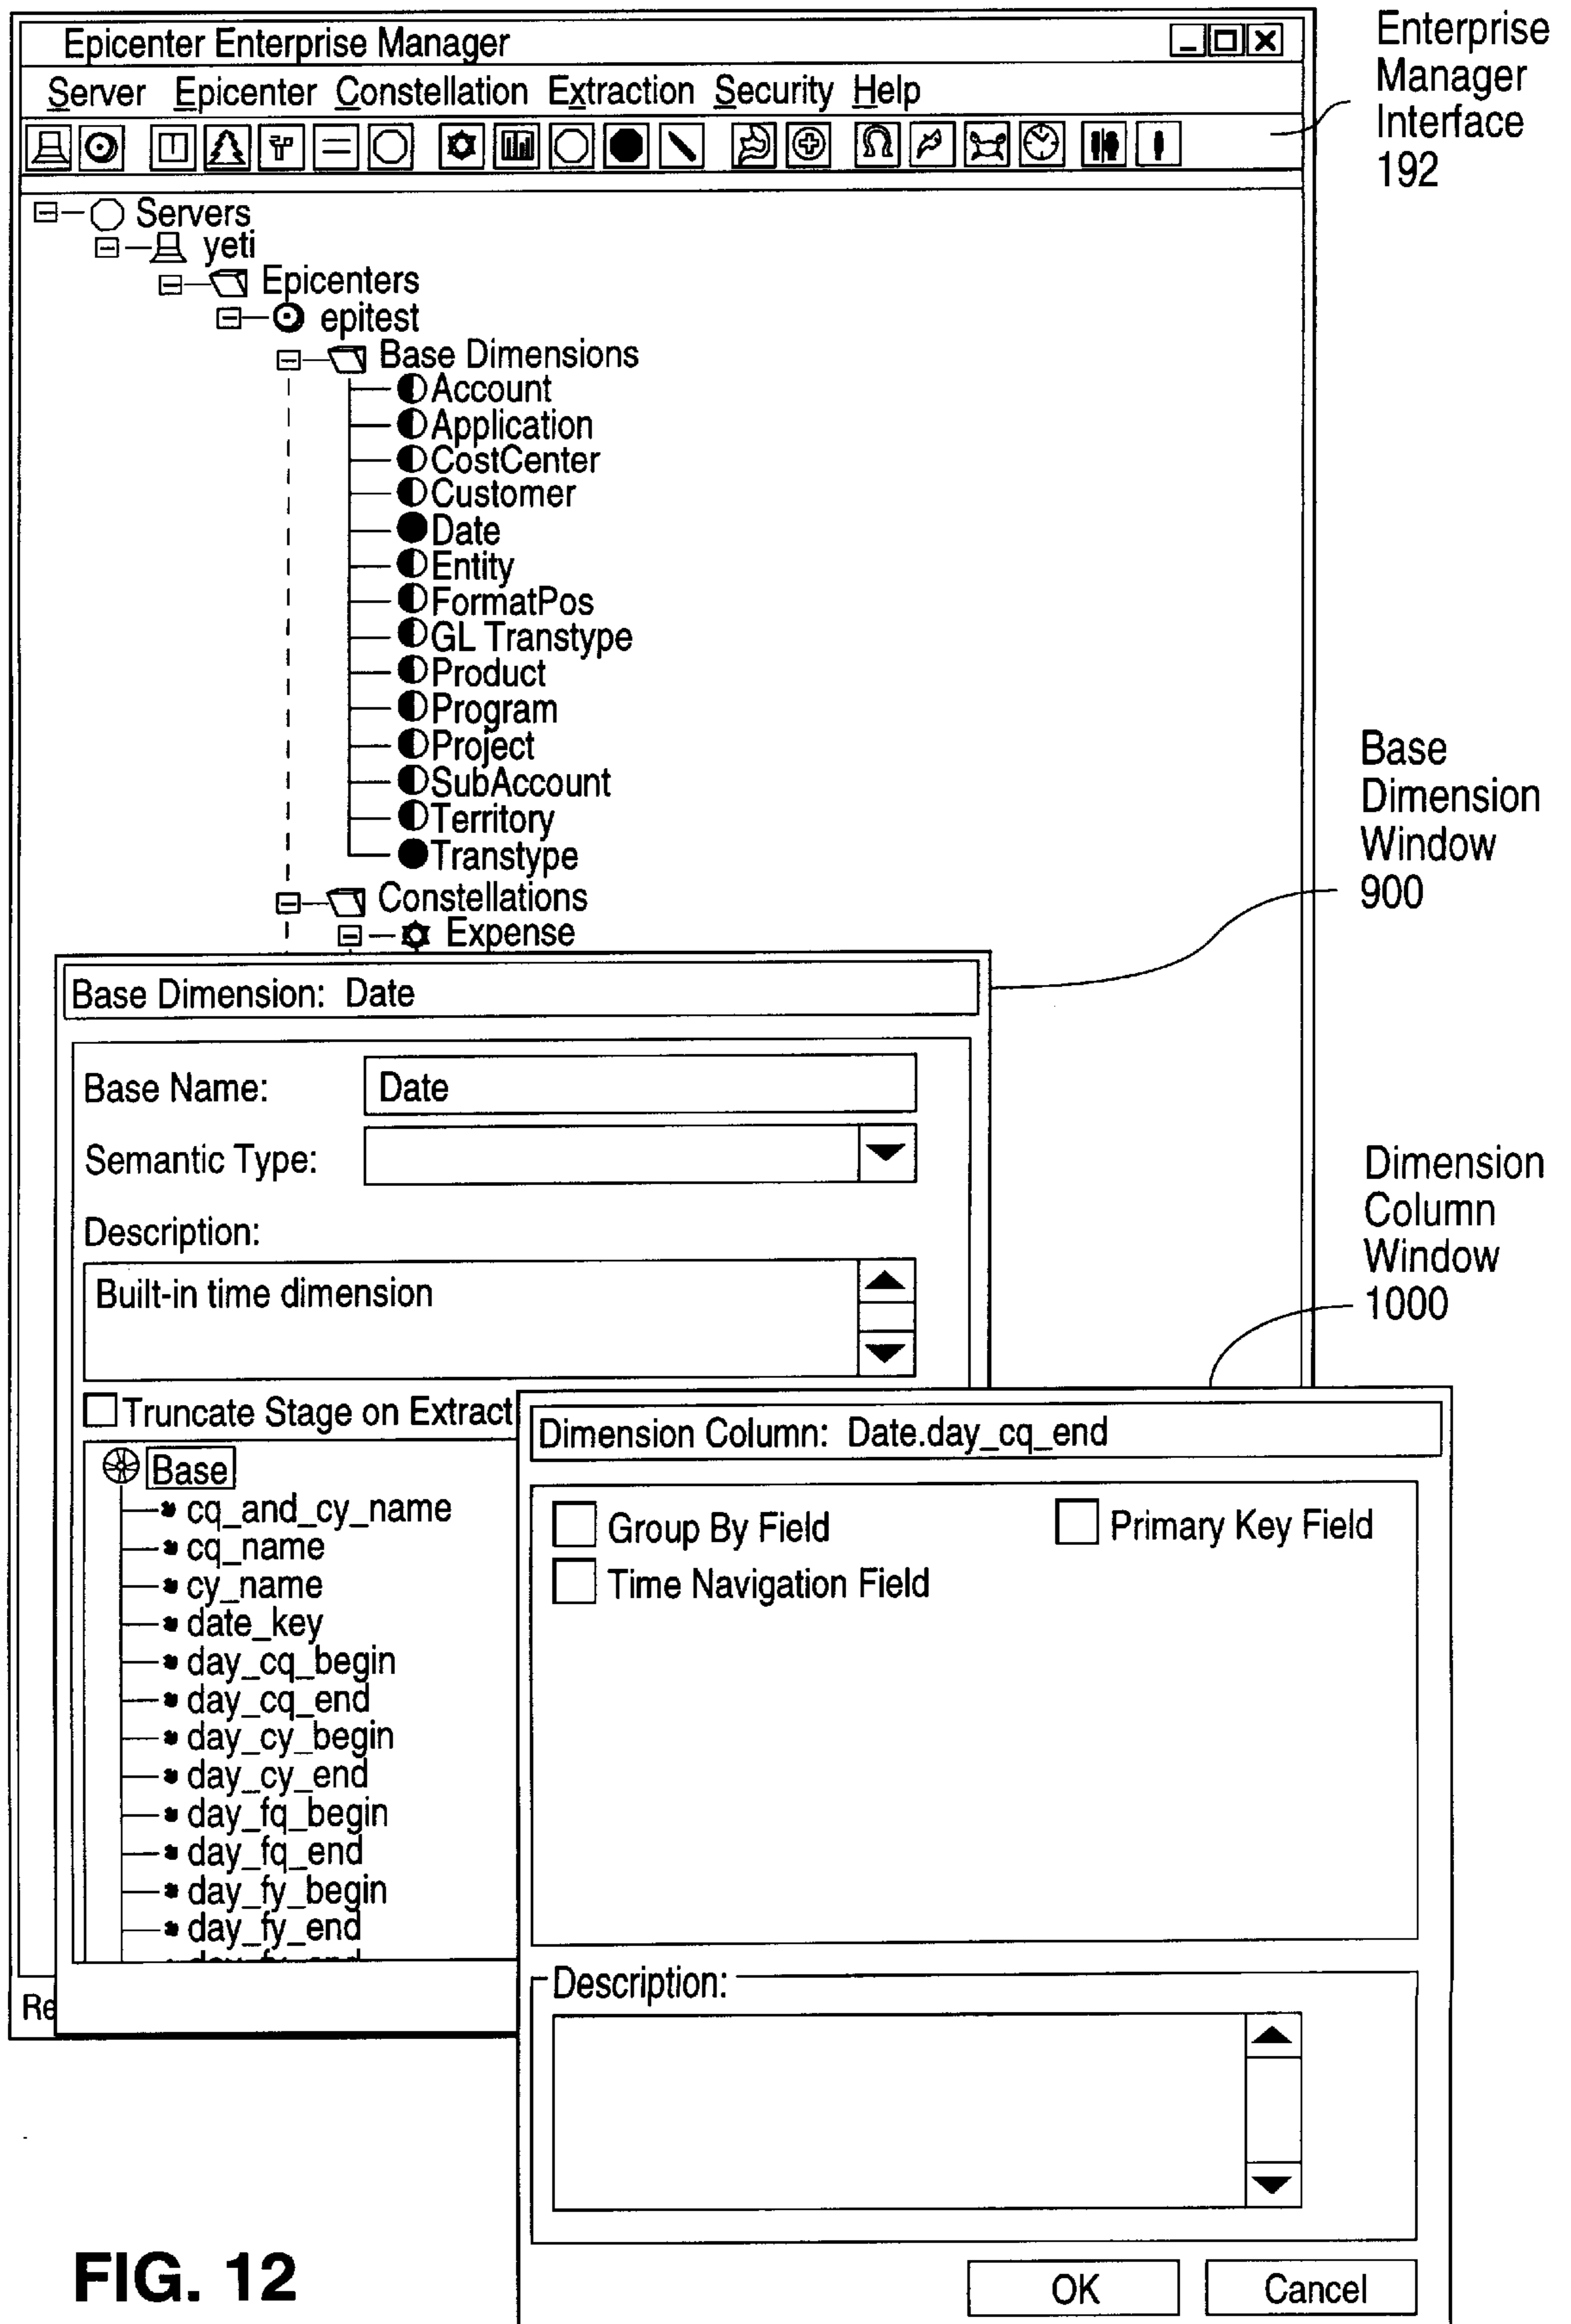 Epicenter Enterprise Manager
Server Epicenter Constellation Extraction Security Help
Enterprise
Manager
Interface
192
Servers
yeti
Epicenters
epitest
Base Dimensions
Account
Application
CostCenter
Customer
Date
Entity
FormatPos
GL Transtype
Product
Program
Project
SubAccount
Territory
Transtype
Constellations
Expense
Base
Dimension
Window
900
Base Dimension: Date
Base Name: Date
Semantic Type:
Description:
Built-in time dimension
Truncate Stage on Extract
Base
cq_and_cy_name
cq_name
cy_name
date_key
day_cq_begin
day_cq_end
day_cy_begin
day_cy_end
day_fq_begin
day_fq_end
day_fy_begin
day_fy_end
Re
Dimension
Column
Window
1000
Dimension Column: Date.day_cq_end
Group By Field Primary Key Field
Time Navigation Field
Description:
OK Cancel
FIG. 12